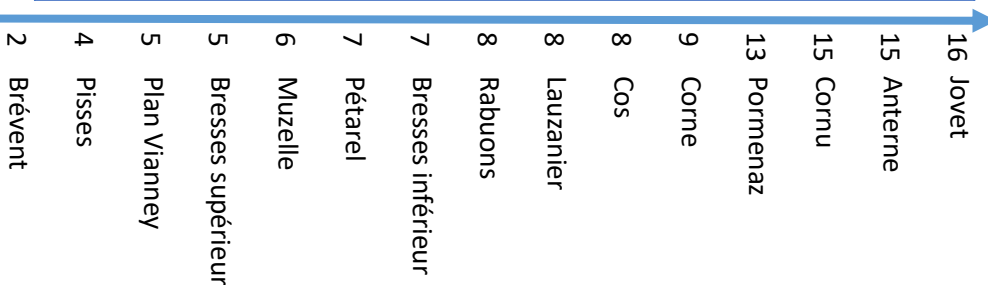 2 Brévent
4 Pisses
5 Plan Vianney
5 Bresses supérieur
6 Muzelle
7 Pétarel
7 Bresses inférieur
8 Rabuons
8 Lauzanier
8 Cos
9 Corne
13 Pormenaz
15 Cornu
15 Anterne
16 Jovet